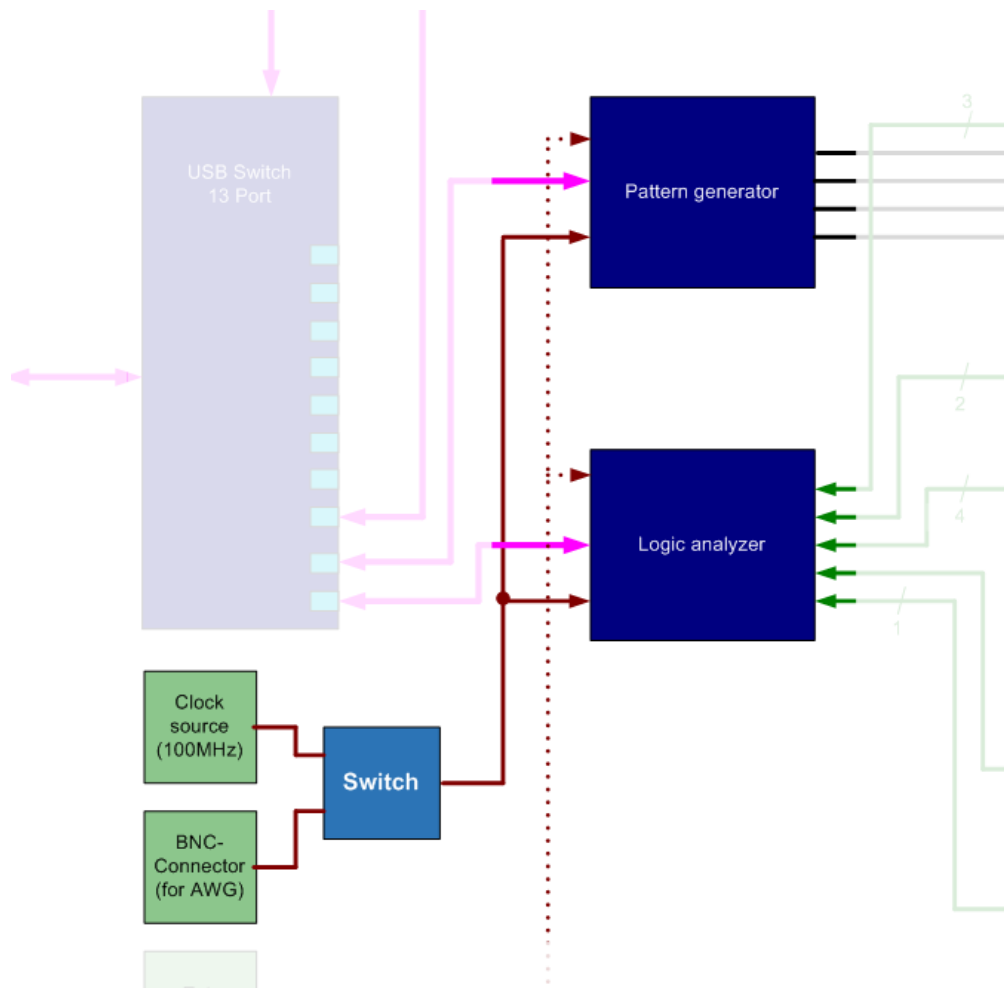 3
USB Switch
13 Port
Pattern generator
2
4
Logic analyzer
1
Clock
source
(100MHz)
Switch
BNC-
Connector
(for AWG)